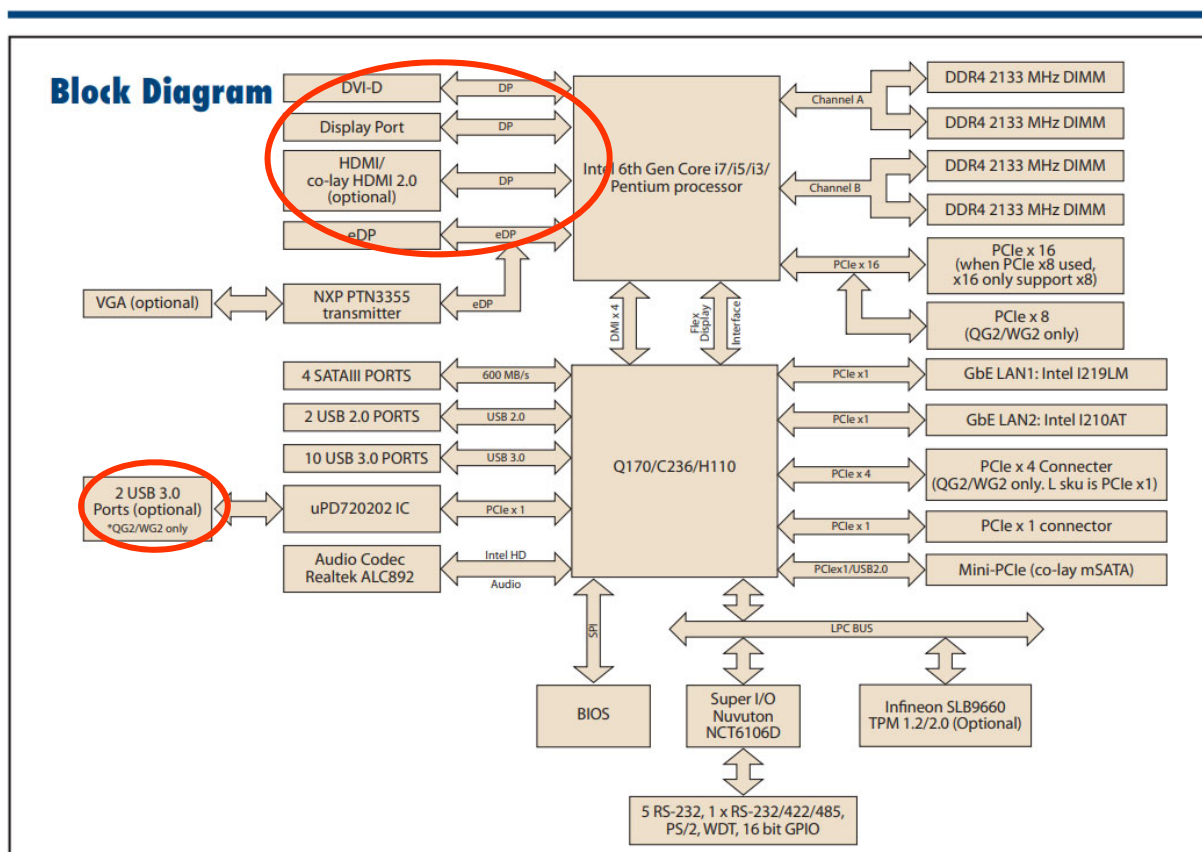 Block Diagram
DVI-D
DP
Display Port
DP
HDMI/
co-lay HDMI 2.0
(optional)
DP
eDP
eDP
VGA (optional)
NXP PTN3355
transmitter
eDP
Intel 6th Gen Core i7/i5/i3/
Pentium processor
Channel A
DDR4 2133 MHz DIMM
DDR4 2133 MHz DIMM
Channel B
DDR4 2133 MHz DIMM
DDR4 2133 MHz DIMM
PCIe x 16
PCIe x 16
(when PCIe x8 used,
x16 only support x8)
PCIe x 8
(QG2/WG2 only)
DMI x 4
Flex
Display
Interface
4 SATAIII PORTS
600 MB/s
2 USB 2.0 PORTS
USB 2.0
10 USB 3.0 PORTS
USB 3.0
2 USB 3.0
Ports (optional)
*QG2/WG2 only
uPD720202 IC
PCIe x 1
Audio Codec
Realtek ALC892
Intel HD
Audio
Q170/C236/H110
PCIe x1
GbE LAN1: Intel I219LM
PCIe x1
GbE LAN2: Intel I210AT
PCIe x 4
PCIe x 4 Connecter
(QG2/WG2 only. L sku is PCIe x1)
PCIe x 1
PCIe x 1 connector
PCIex1/USB2.0
Mini-PCIe (co-lay mSATA)
SPI
LPC BUS
BIOS
Super I/O
Nuvuton
NCT6106D
Infineon SLB9660
TPM 1.2/2.0 (Optional)
5 RS-232, 1 x RS-232/422/485,
PS/2, WDT, 16 bit GPIO